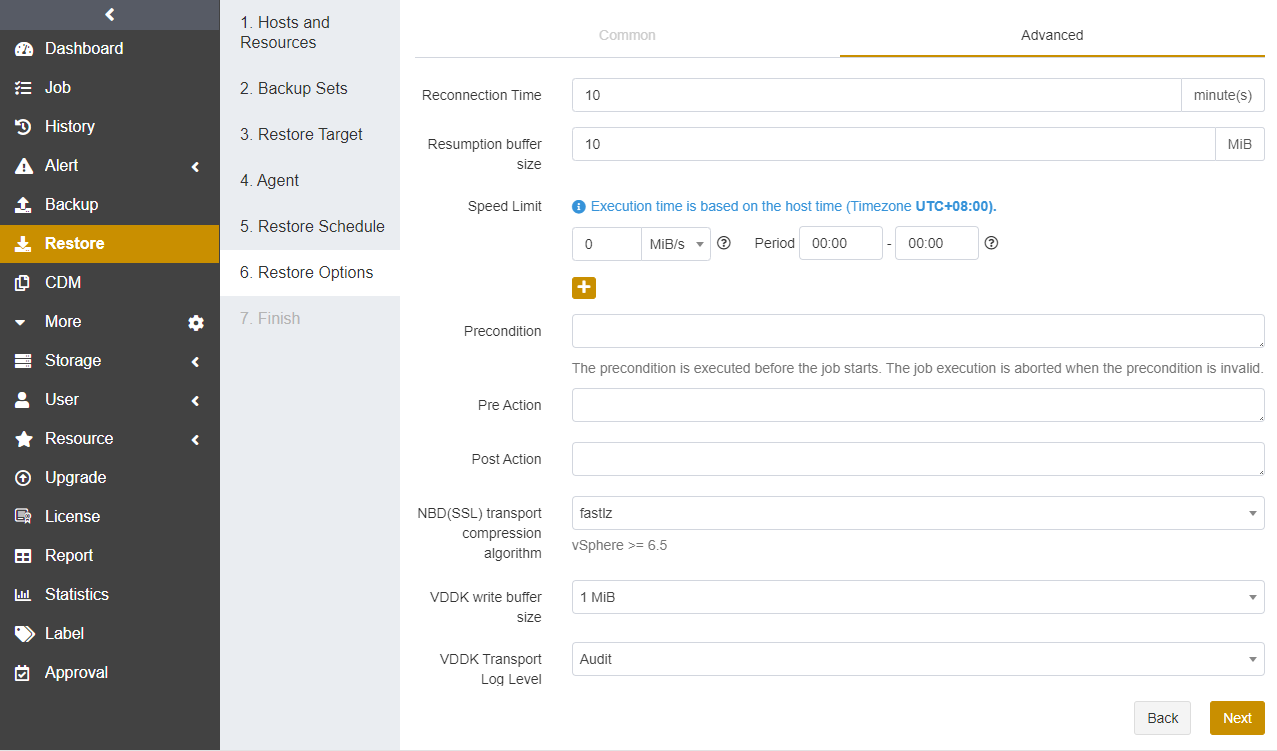 Dashboard
Job
History
Alert
Backup
Restore
CDM
More
Storage
User
Resource
Upgrade
License
Report
Statistics
Label
Approval
1. Hosts and
Resources
2. Backup Sets
3. Restore Target
4. Agent
5. Restore Schedule
6. Restore Options
7. Finish
Common
Advanced
Reconnection Time
10
minute(s)
Resumption buffer
size
10
MiB
Speed Limit
Execution time is based on the host time (Timezone UTC+08:00).
0
MiB/s
Period
00:00
-
00:00
Precondition
The precondition is executed before the job starts. The job execution is aborted when the precondition is invalid.
Pre Action
Post Action
NBD(SSL) transport
compression
algorithm
fastlz
vSphere >= 6.5
VDDK write buffer
size
1 MiB
VDDK Transport
Log Level
Audit
Back
Next